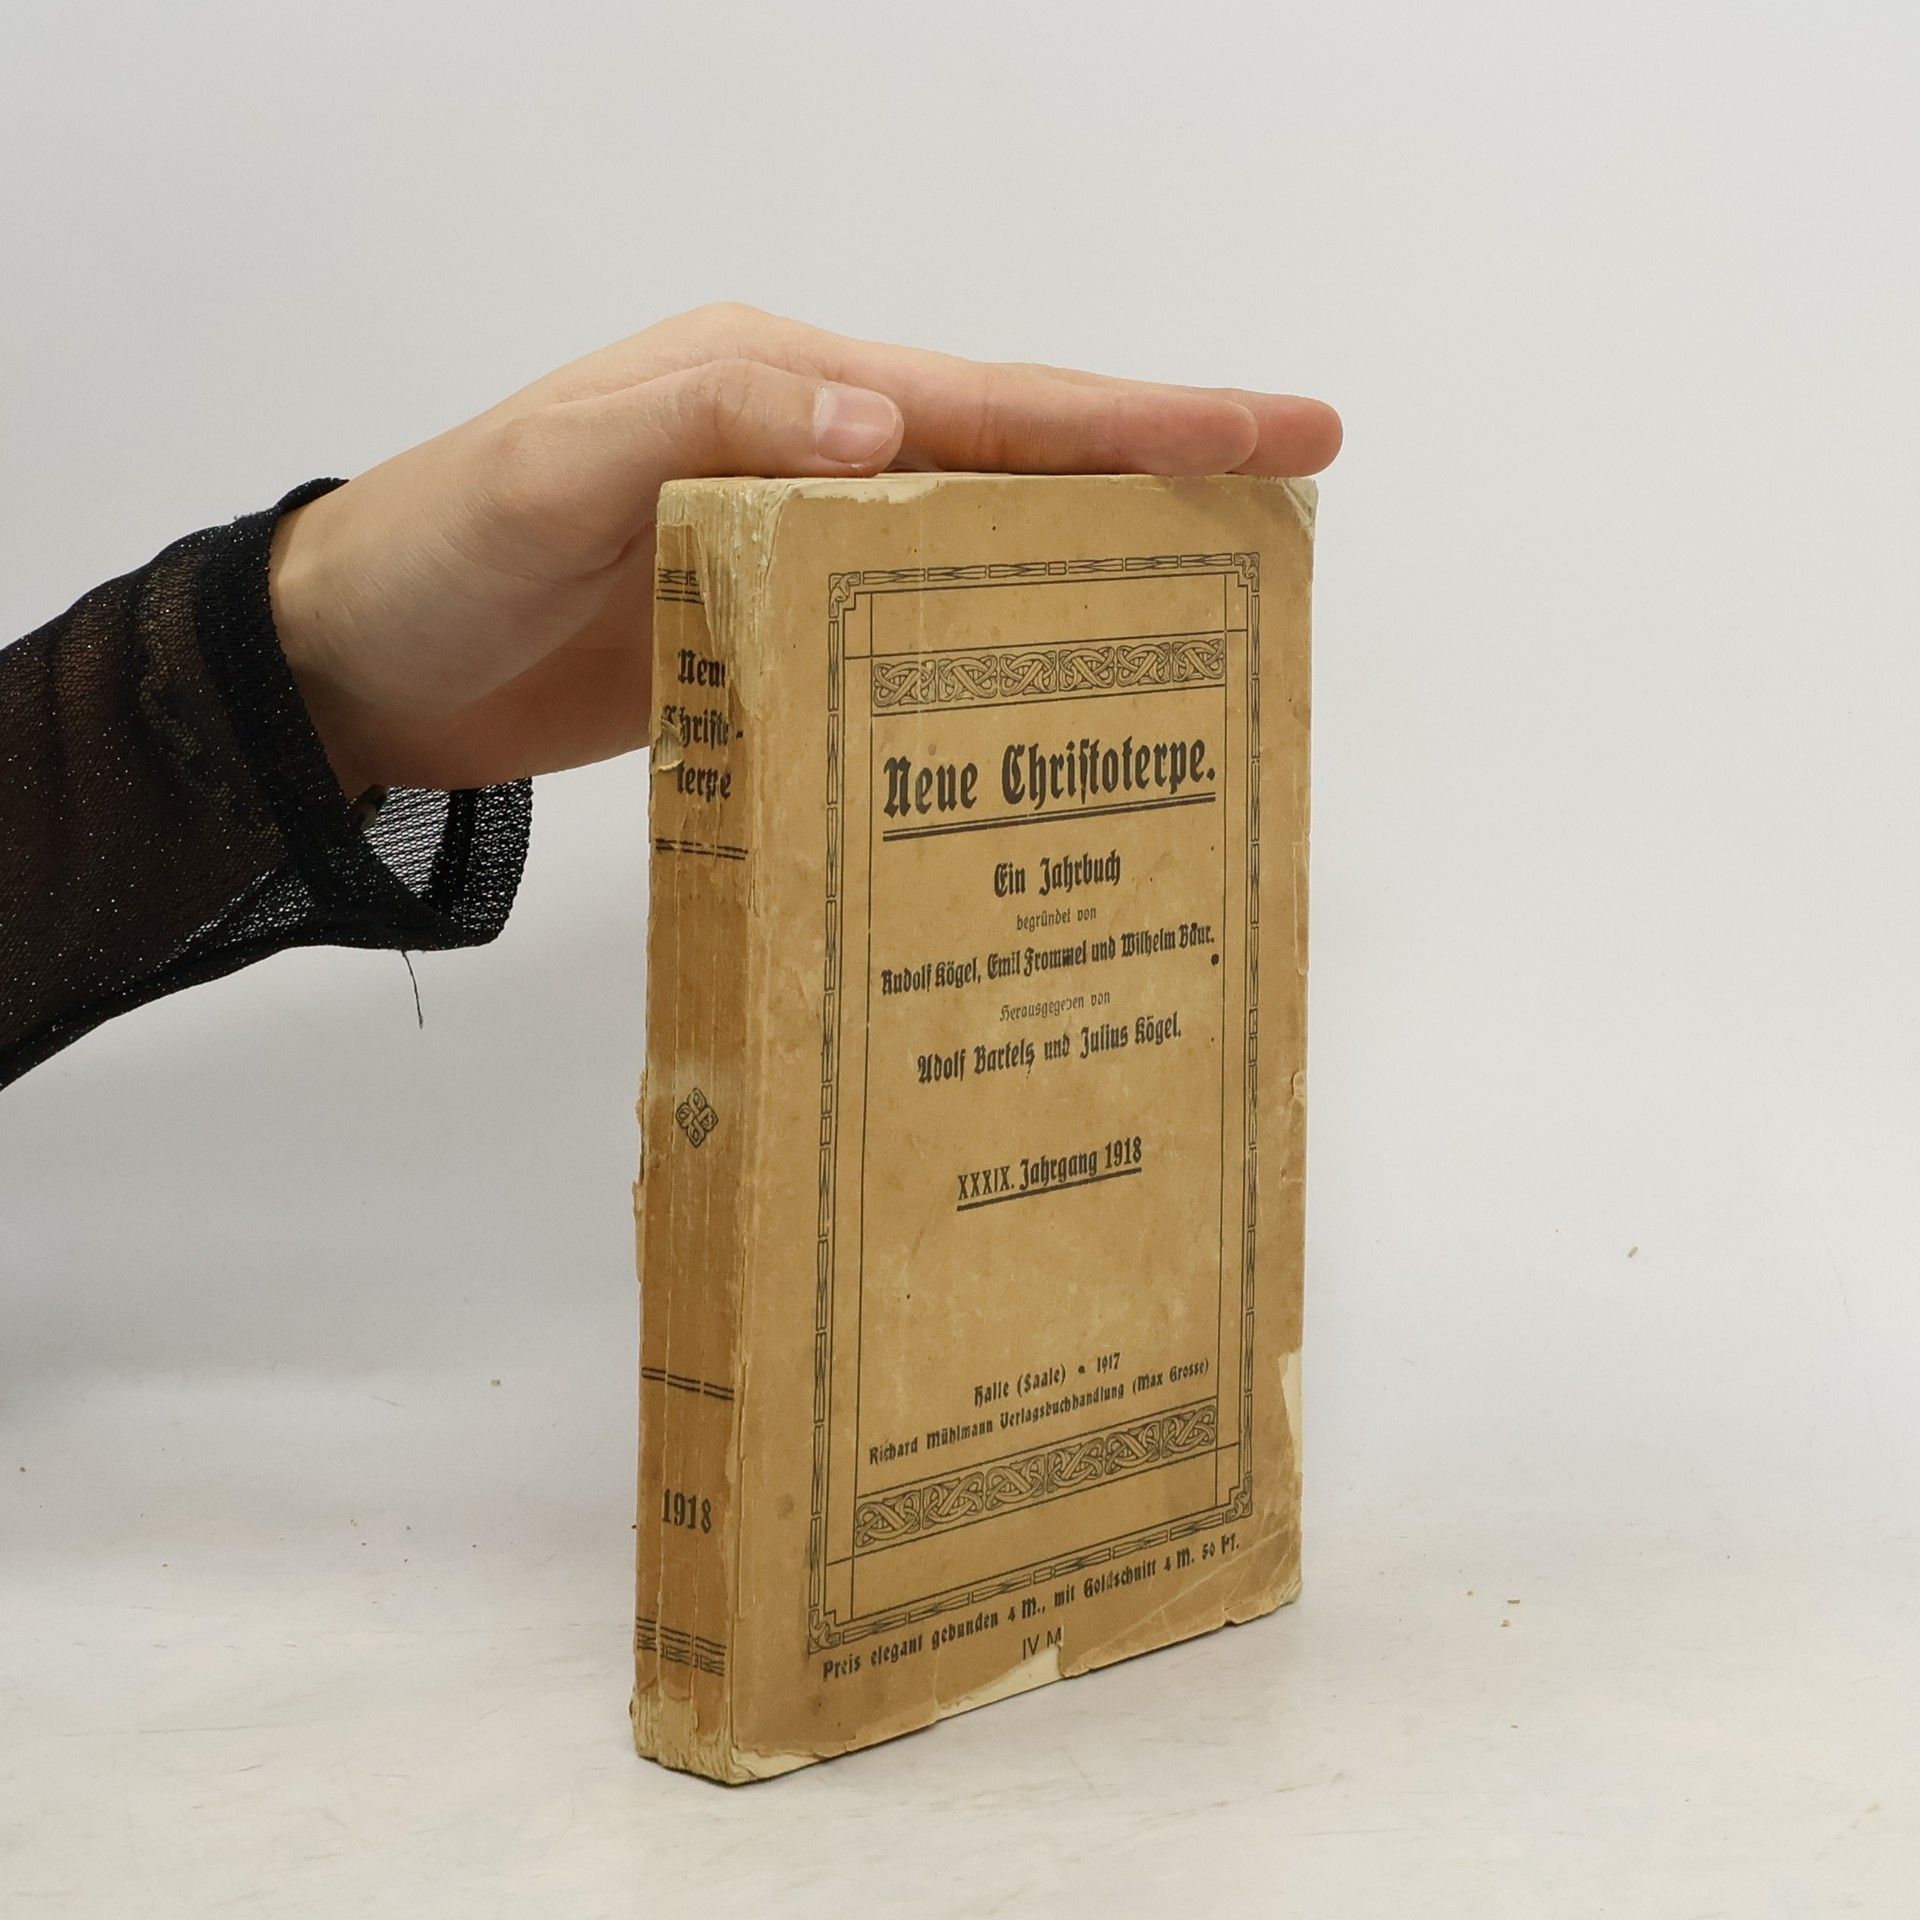 Neue
Christo-
terpe
1918
Neue Christoterpe.
Ein Jahrbuch
begründet von
Rudolf Kögel, Emil Frommel und Wilhelm Baur.
Herausgegeben von
Adolf Bartels und Julius Kögel.
XXXIX. Jahrgang 1918
Halle (Saale) • 1917
Richard Mühlmann Verlagsbuchhandlung (Max Grosse)
Preis elegant gebunden 4 M., mit Goldschnitt 4 M. 50 Pf.
IV M